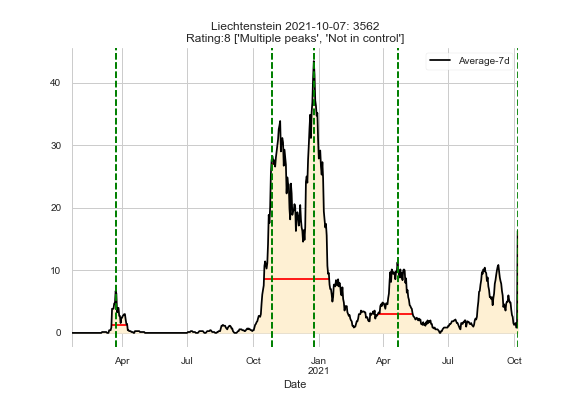 Liechtenstein 2021-10-07: 3562
Rating:8 ['Multiple peaks', 'Not in control']
Average-7d
40
30
20
10
0
Apr
Jul
Oct
Jan
2021
Apr
Jul
Oct
Date